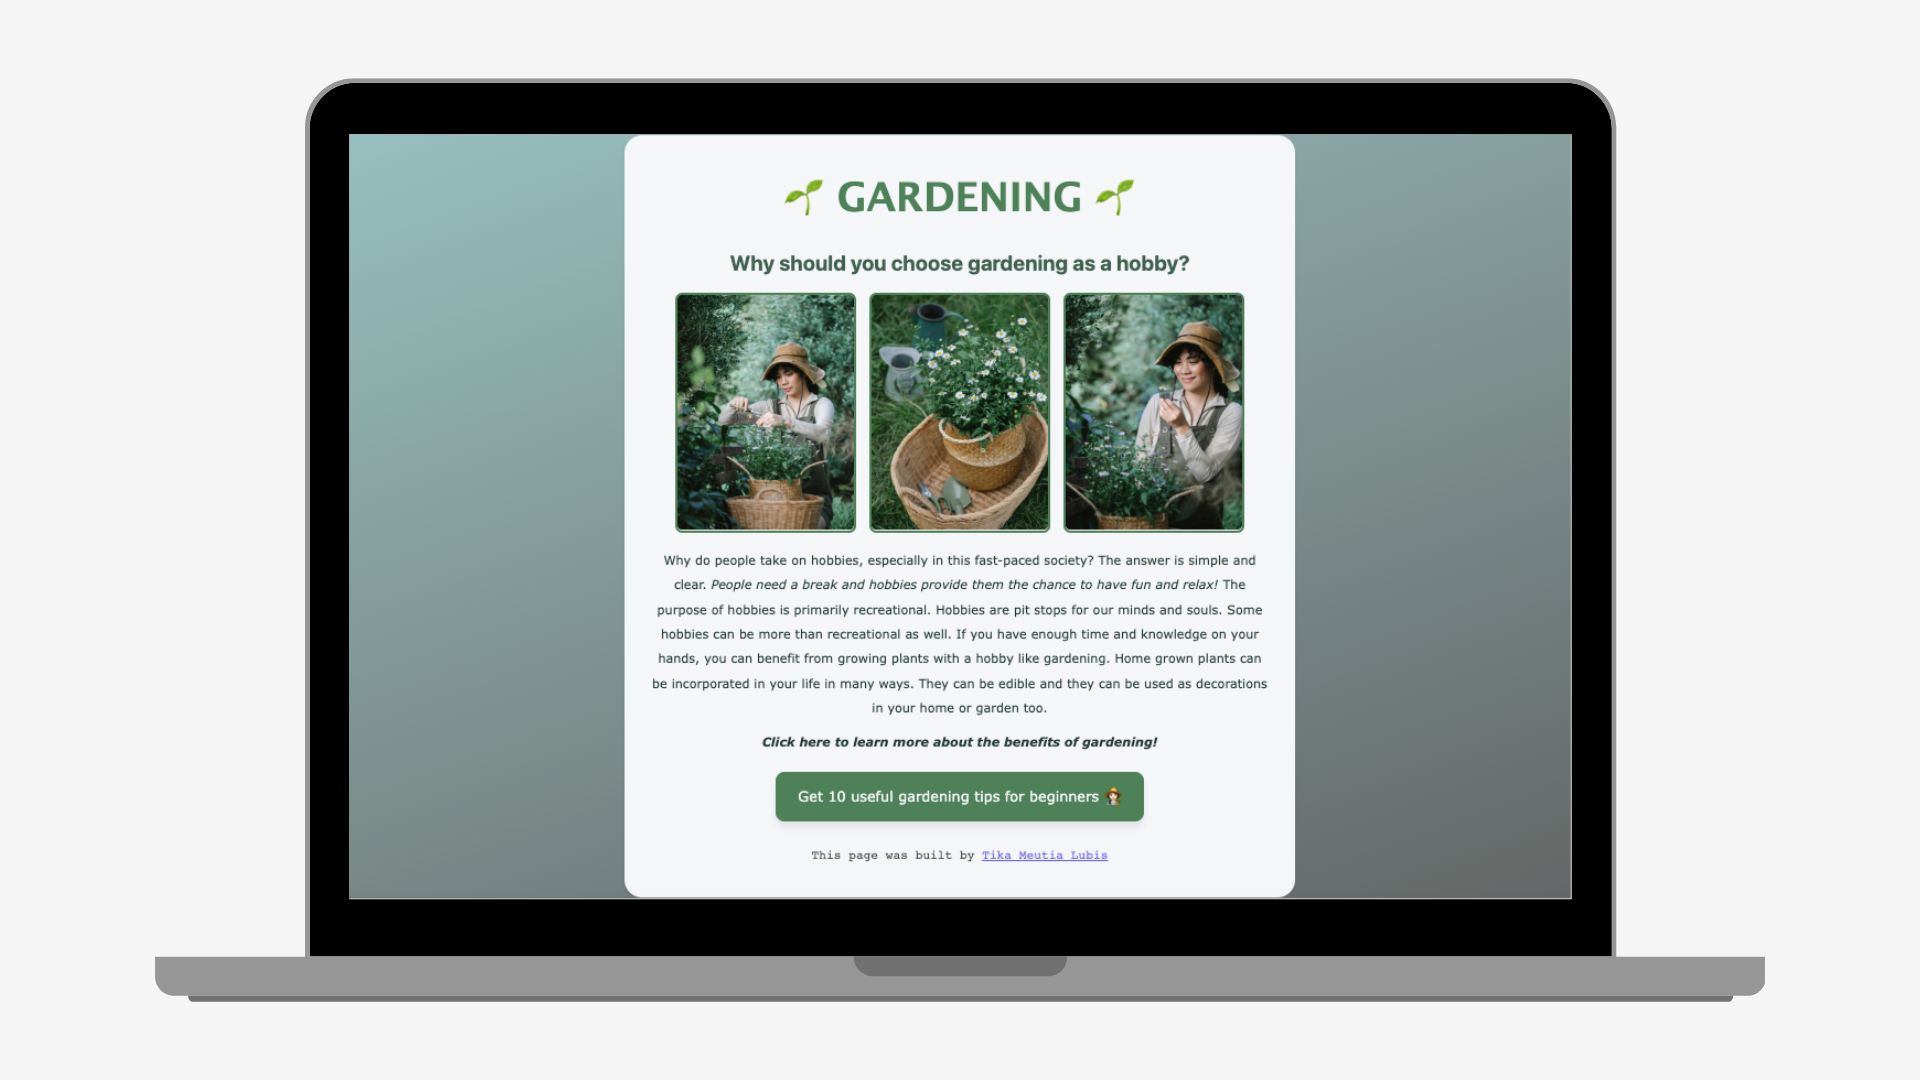 🌱 GARDENING 🌱
Why should you choose gardening as a hobby?
Why do people take on hobbies, especially in this fast-paced society? The answer is simple and
clear. People need a break and hobbies provide them the chance to have fun and relax! The
purpose of hobbies is primarily recreational. Hobbies are pit stops for our minds and souls. Some
hobbies can be more than recreational as well. If you have enough time and knowledge on your
hands, you can benefit from growing plants with a hobby like gardening. Home grown plants can
be incorporated in your life in many ways. They can be edible and they can be used as decorations
in your home or garden too.
Click here to learn more about the benefits of gardening!
Get 10 useful gardening tips for beginners 👩‍🌾
This page was built by Tika Meutia Lubis